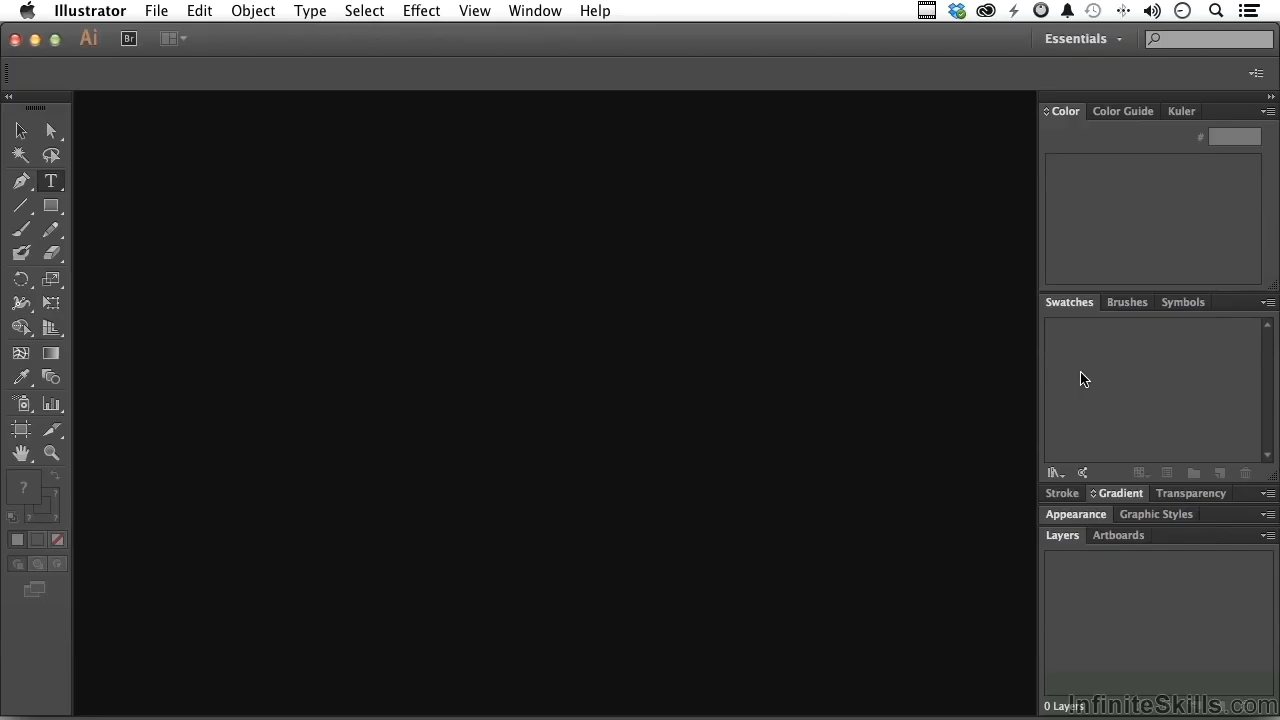 Illustrator File Edit Object Type Select Effect View Window Help
Ai Br Essentials
Color Color Guide Kuler
#
T
Swatches Brushes Symbols
?
? ?
Stroke Gradient Transparency
Appearance Graphic Styles
Layers Artboards
0 Layers
InfiniteSkills.com